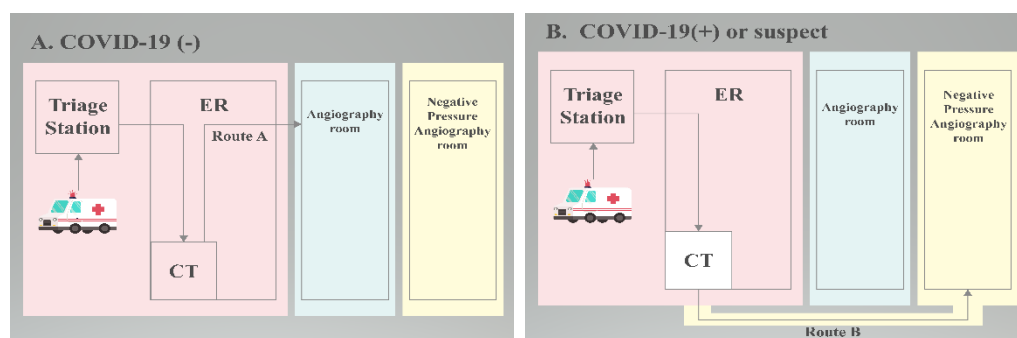 A. COVID-19 (-)
Triage
Station
ER
Route A
CT
Angiography
room
Negative
Pressure
Angiography
room
B. COVID-19(+) or suspect
Triage
Station
ER
CT
Angiography
room
Negative
Pressure
Angiography
room
Route B